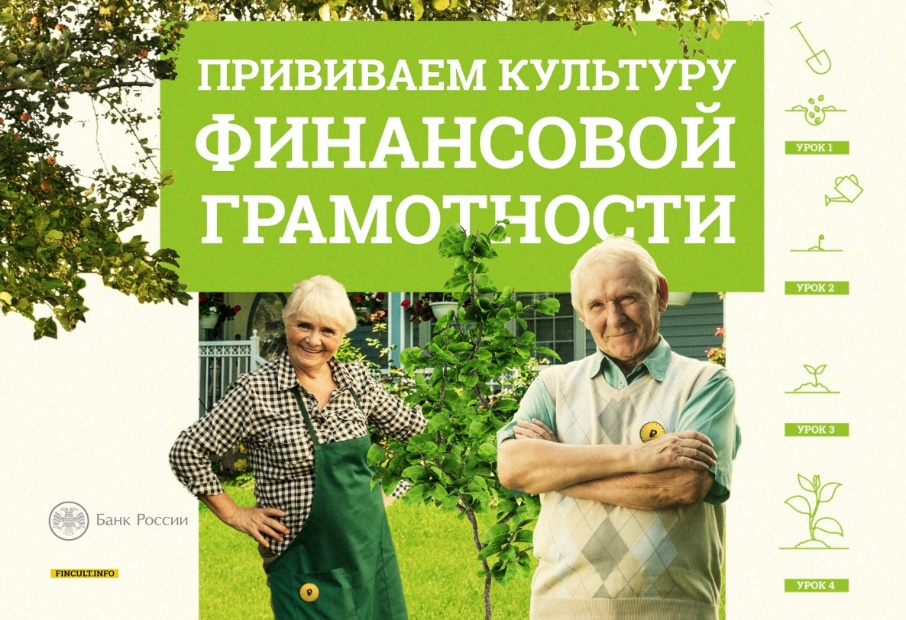 ПРИВИВАЕМ КУЛЬТУРУ
ФИНАНСОВОЙ
ГРАМОТНОСТИ
УРОК 1
УРОК 2
УРОК 3
УРОК 4
Банк России
FINCULT.INFO